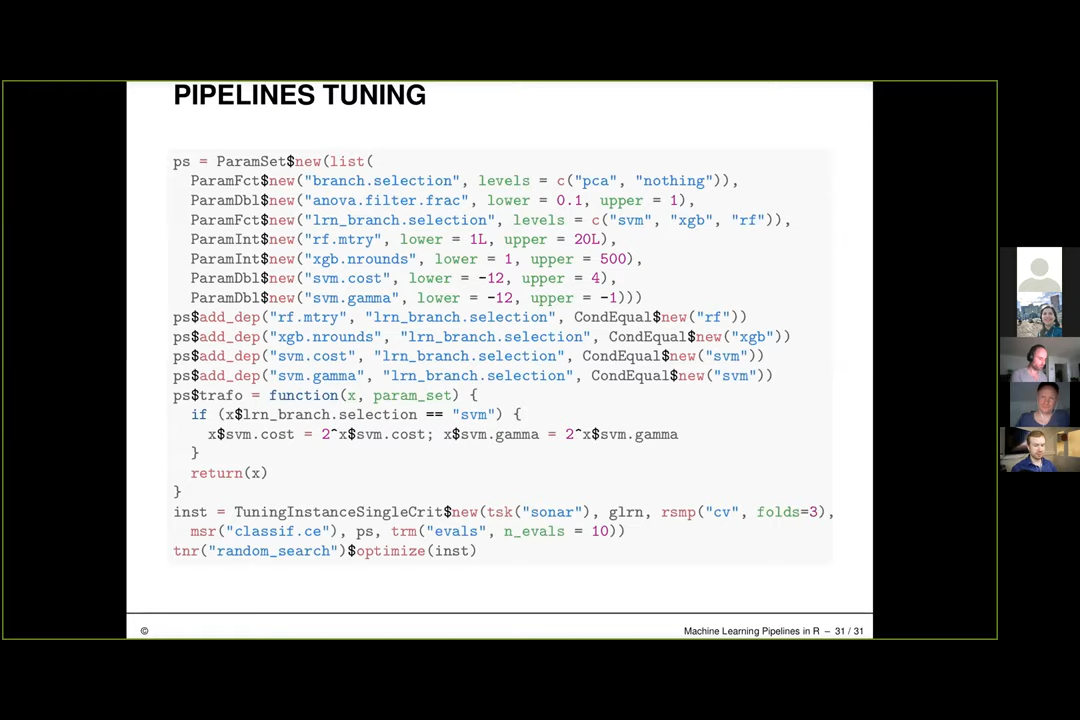 PIPELINES TUNING
ps = ParamSet$new(list(
ParamFct$new("branch.selection", levels = c("pca", "nothing")),
ParamDbl$new("anova.filter.frac", lower = 0.1, upper = 1),
ParamFct$new("lrn_branch.selection", levels = c("svm", "xgb", "rf")),
ParamInt$new("rf.mtry", lower = 1L, upper = 20L),
ParamInt$new("xgb.nrounds", lower = 1, upper = 500),
ParamDbl$new("svm.cost", lower = -12, upper = 4),
ParamDbl$new("svm.gamma", lower = -12, upper = -1)))
ps$add_dep("rf.mtry", "lrn_branch.selection", CondEqual$new("rf"))
ps$add_dep("xgb.nrounds", "lrn_branch.selection", CondEqual$new("xgb"))
ps$add_dep("svm.cost", "lrn_branch.selection", CondEqual$new("svm"))
ps$add_dep("svm.gamma", "lrn_branch.selection", CondEqual$new("svm"))
ps$trafo = function(x, param_set) {
if (x$lrn_branch.selection == "svm") {
x$svm.cost = 2^x$svm.cost; x$svm.gamma = 2^x$svm.gamma
}
return(x)
}
inst = TuningInstanceSingleCrit$new(tsk("sonar"), glrn, rsmp("cv", folds=3),
msr("classif.ce"), ps, trm("evals", n_evals = 10))
tnr("random_search")$optimize(inst)
© Machine Learning Pipelines in R – 31 / 31